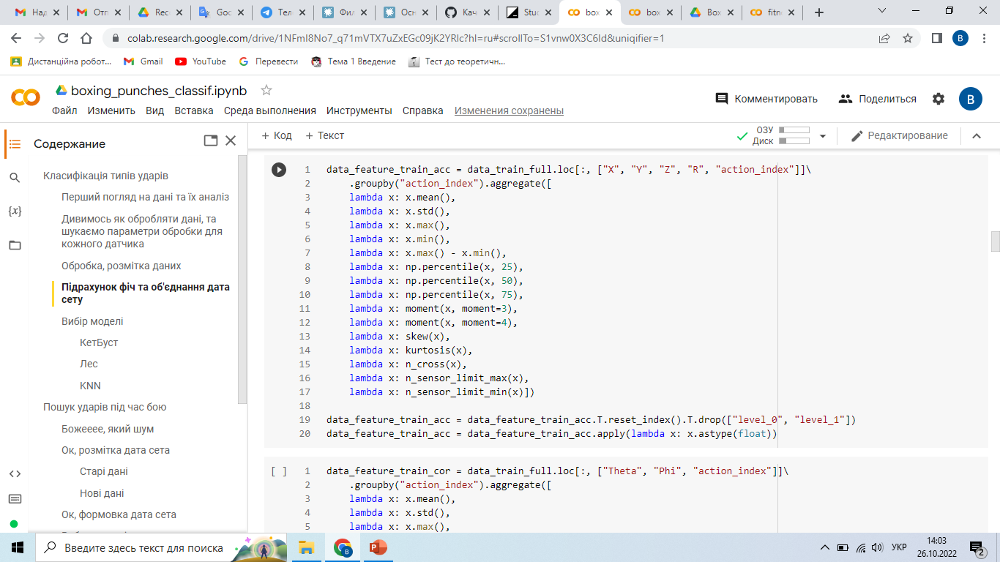 Над
Отп
Rec
Goc
Теле
Фил
Осн
Кач
Stud
box
box
Box
fitn
colab.research.google.com/drive/1NFmI8No7_q71mVTX7uZxEGc09jK2YRlc?hl=ru#scrollTo=S1vnw0X3C6Id&uniqifier=1
B
Дистанційна робот...
Gmail
YouTube
Перевести
Тема 1 Введение
Тест до теоретичн...
boxing_punches_classif.ipynb
Комментировать
Поделиться
B
Файл Изменить Вид Вставка Среда выполнения Инструменты Справка Изменения сохранены
Содержание
+ Код + Текст
ОЗУ
Диск
Редактирование
Класифікація типів ударів
Перший погляд на дані та їх аналіз
Дивимось як обробляти дані, та
шукаємо параметри обробки для
кожного датчика
Обробка, розмітка даних
Підрахунок фіч та об'єднання дата
сету
Вибір моделі
КетБуст
Лес
KNN
Пошук ударів під час бою
Божееее, який шум
Ок, розмітка дата сета
Старі дані
Нові дані
Ок, формовка дата сета
1 data_feature_train_acc = data_train_full.loc[:, ["X", "Y", "Z", "R", "action_index"]]\
2 .groupby("action_index").aggregate([
3 lambda x: x.mean(),
4 lambda x: x.std(),
5 lambda x: x.max(),
6 lambda x: x.min(),
7 lambda x: x.max() - x.min(),
8 lambda x: np.percentile(x, 25),
9 lambda x: np.percentile(x, 50),
10 lambda x: np.percentile(x, 75),
11 lambda x: moment(x, moment=3),
12 lambda x: moment(x, moment=4),
13 lambda x: skew(x),
14 lambda x: kurtosis(x),
15 lambda x: n_cross(x),
16 lambda x: n_sensor_limit_max(x),
17 lambda x: n_sensor_limit_min(x)])
18
19 data_feature_train_acc = data_feature_train_acc.T.reset_index().T.drop(["level_0", "level_1"])
20 data_feature_train_acc = data_feature_train_acc.apply(lambda x: x.astype(float))
[ ] 1 data_feature_train_cor = data_train_full.loc[:, ["Theta", "Phi", "action_index"]]\
2 .groupby("action_index").aggregate([
3 lambda x: x.mean(),
4 lambda x: x.std(),
5 lambda x: x.max(),
Введите здесь текст для поиска
УКР
14:03
26.10.2022
2